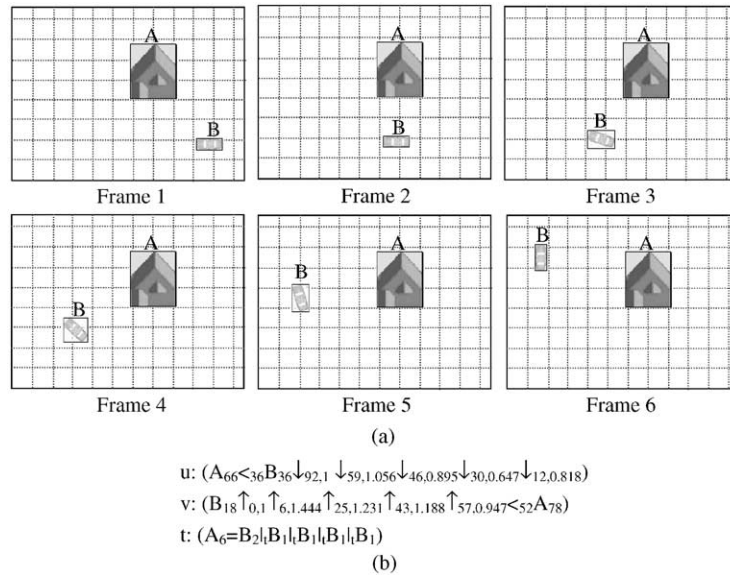 A
B
Frame 1
A
B
Frame 2
A
B
Frame 3
A
B
Frame 4
A
B
Frame 5
A
B
Frame 6
(a)
u: (A66<36B36↓92,1 ↓59,1.056↓46,0.895↓30,0.647↓12,0.818)
v: (B18↑0,1↑6,1.444↑25,1.231↑43,1.188↑57,0.947<52A78)
t: (A6=B2|tB1|tB1|tB1|tB1)
(b)